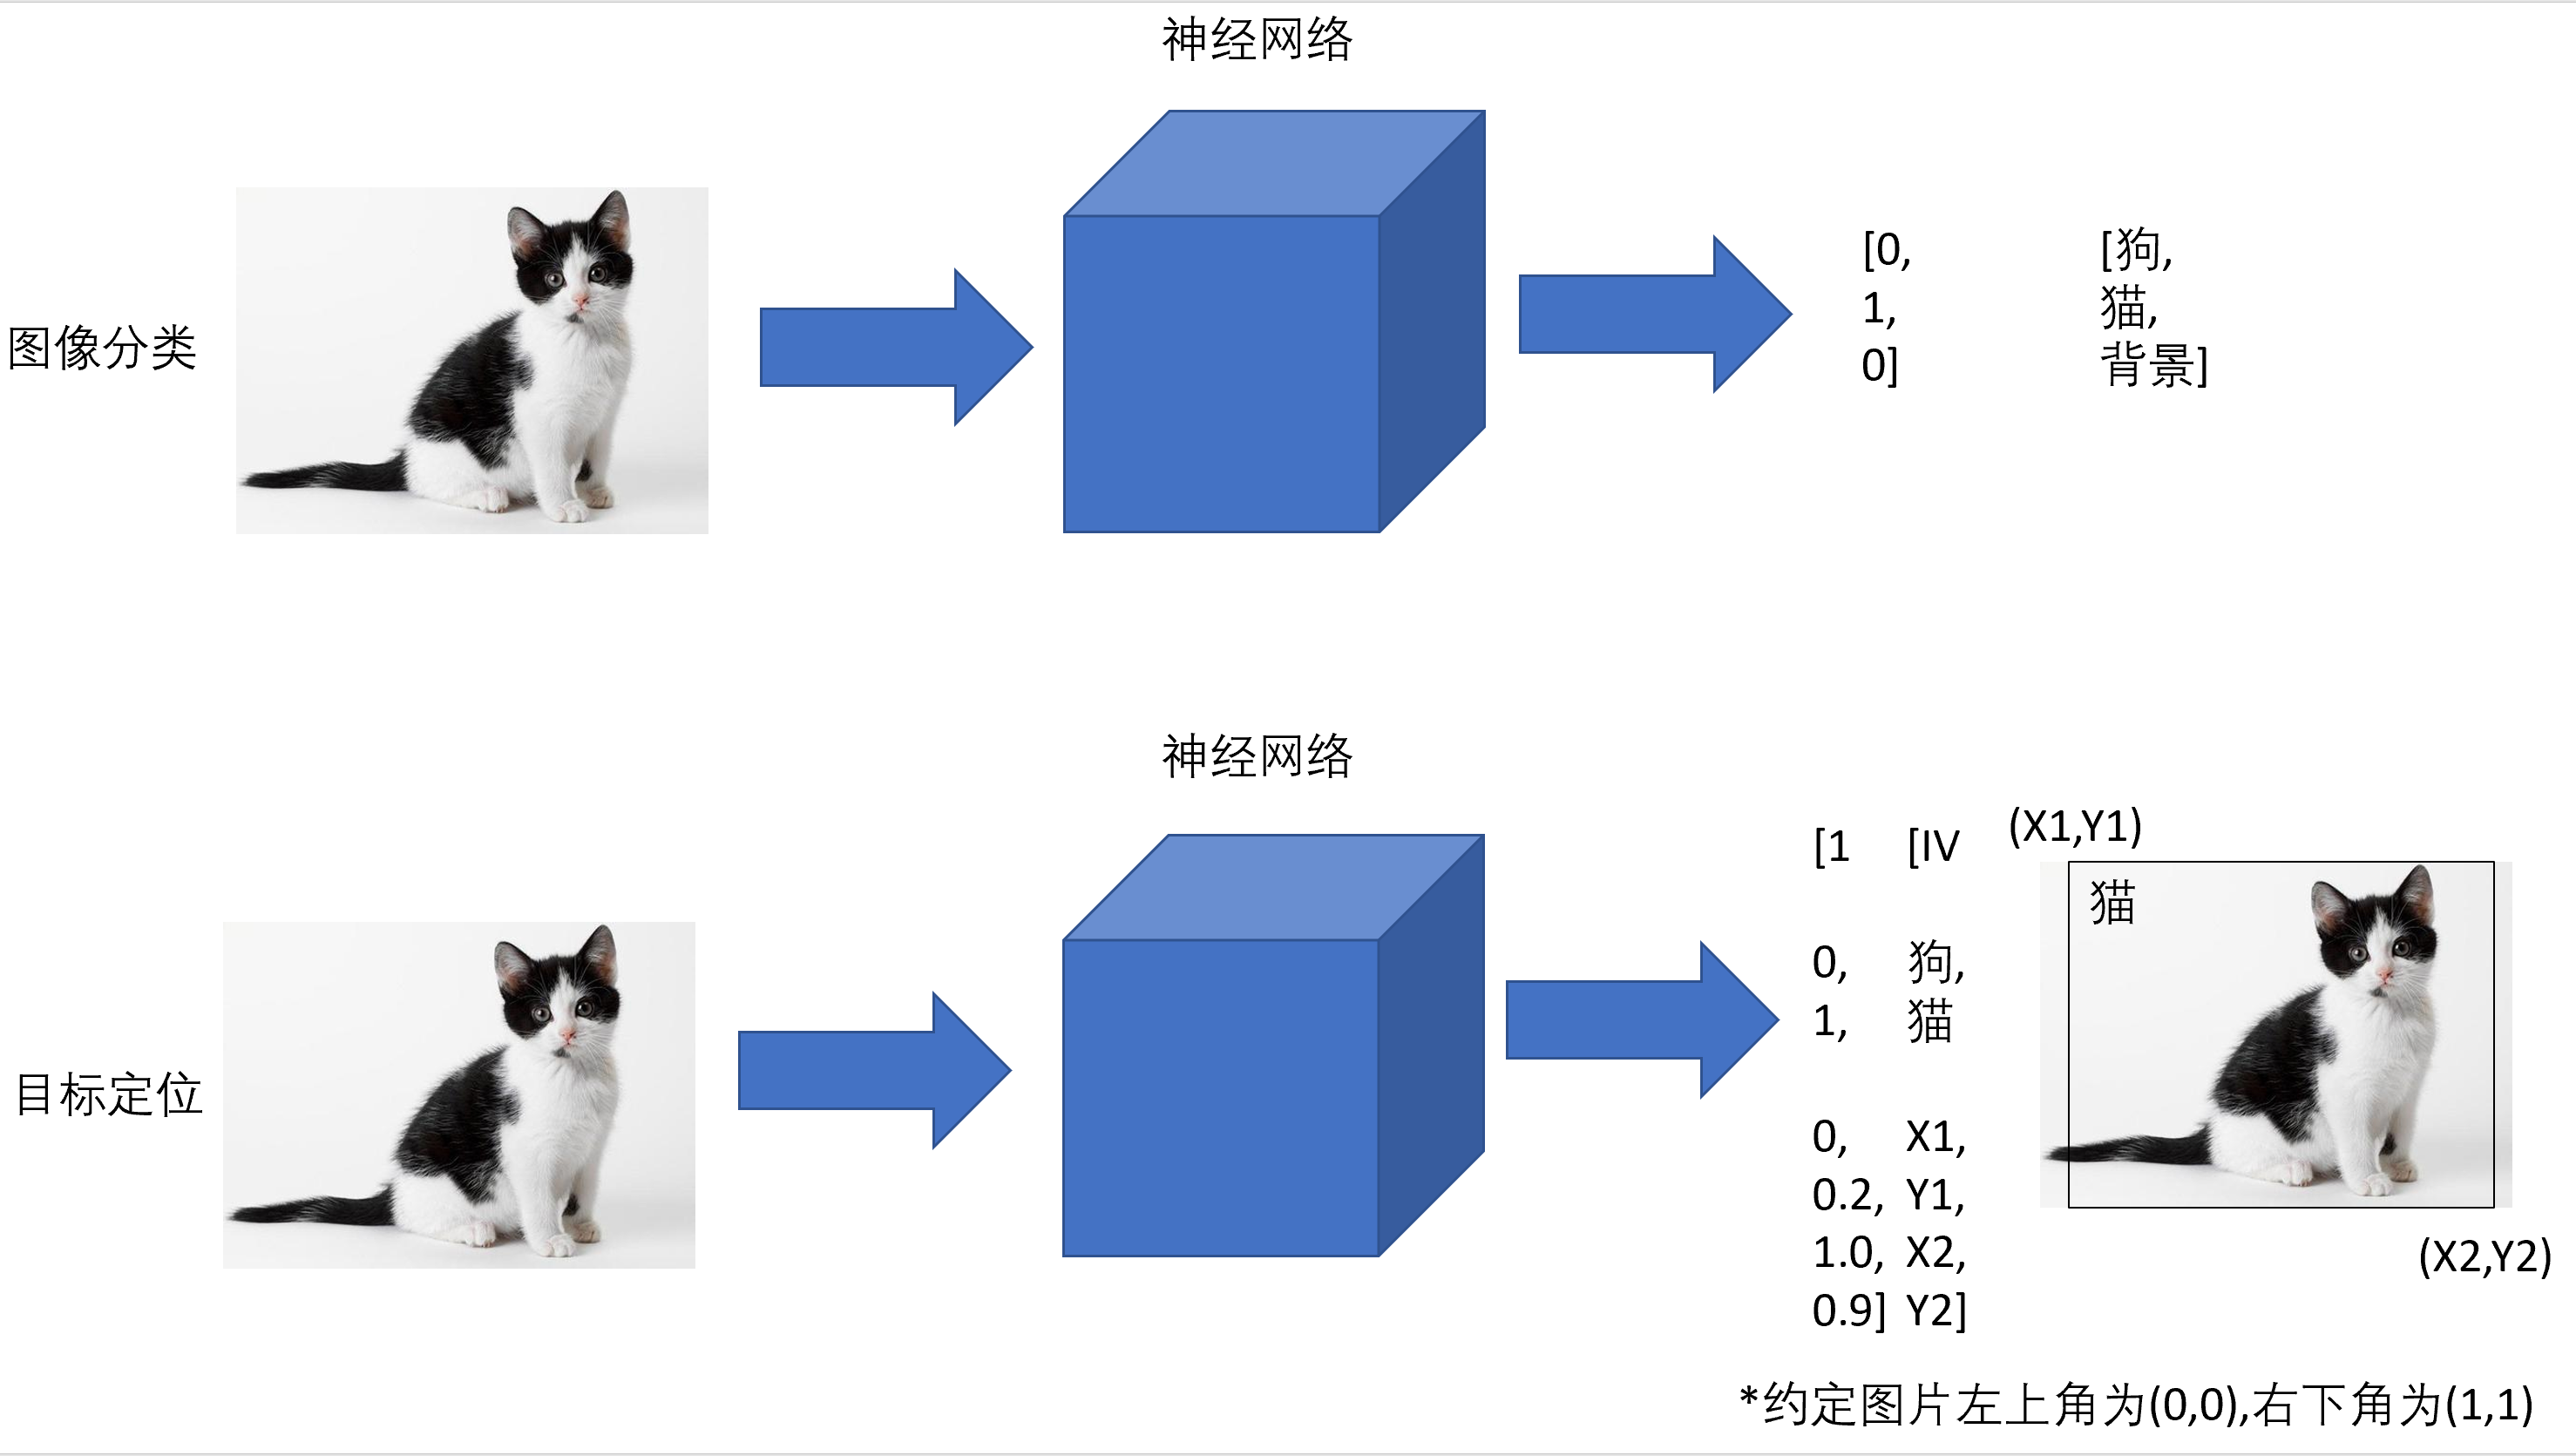 神经网络
图像分类
[0, [狗,
1, 猫,
0] 背景]
神经网络
目标定位
[1 [IV
0, 狗,
1, 猫
0, X1,
0.2, Y1,
1.0, X2,
0.9] Y2]
(X1,Y1)
猫
(X2,Y2)
*约定图片左上角为(0,0),右下角为(1,1)